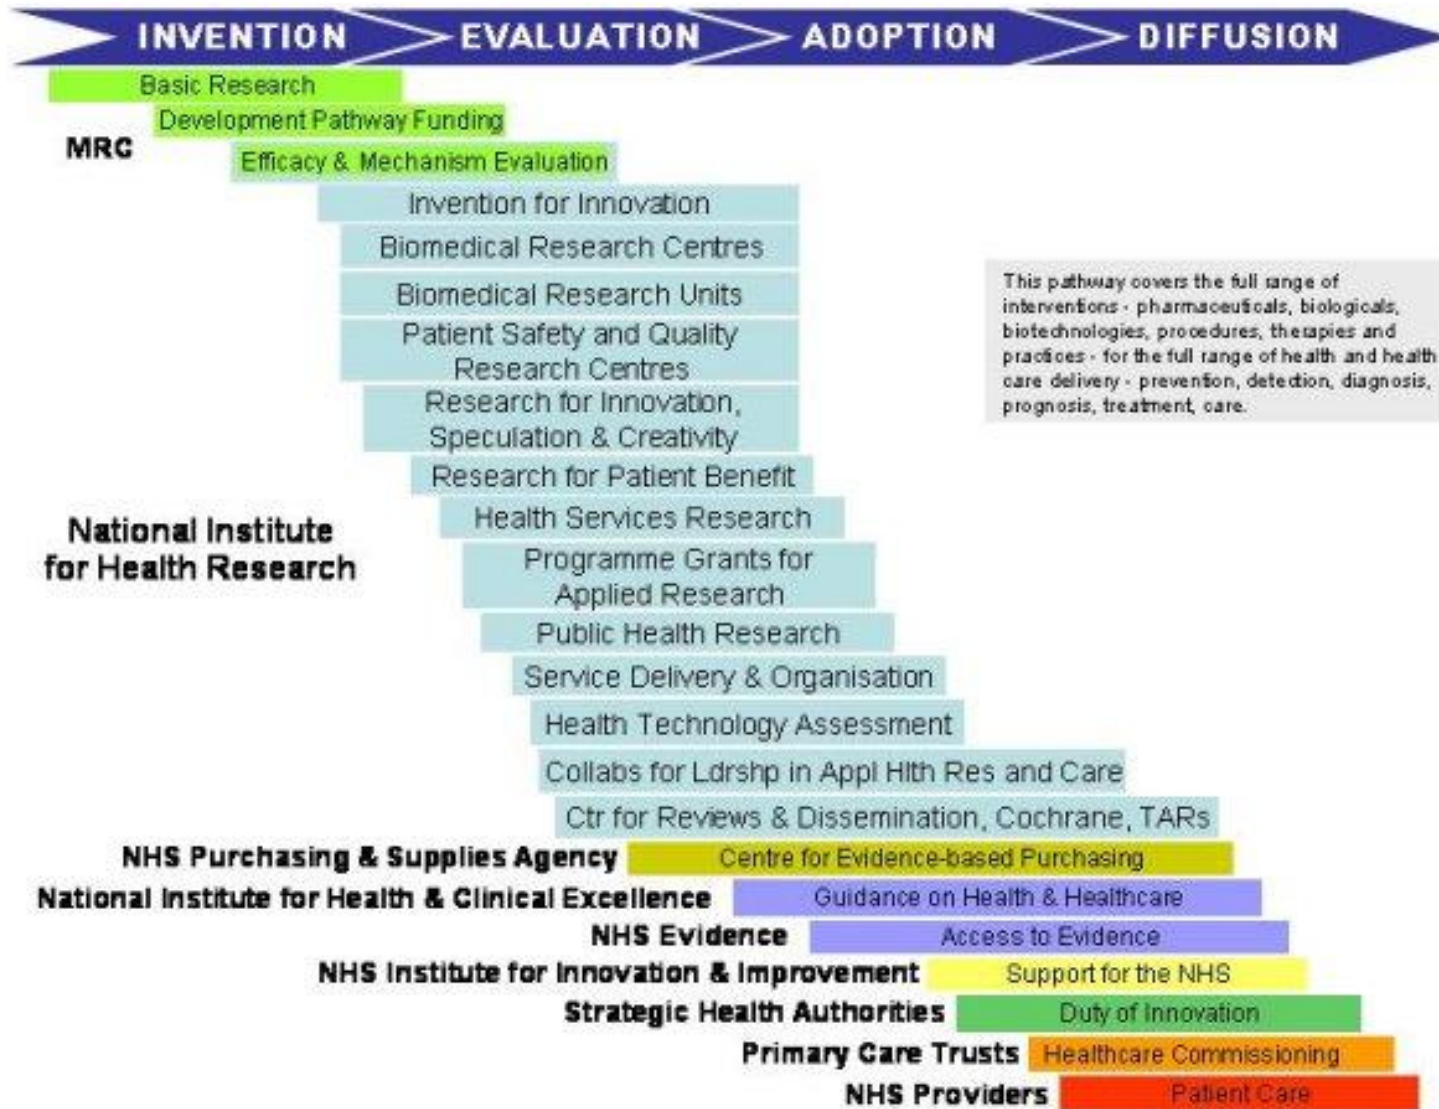 INVENTION
EVALUATION
ADOPTION
DIFFUSION
Basic Research
Development Pathway Funding
MRC
Efficacy & Mechanism Evaluation
Invention for Innovation
Biomedical Research Centres
Biomedical Research Units
Patient Safety and Quality
Research Centres
Research for Innovation,
Speculation & Creativity
Research for Patient Benefit
Health Services Research
National Institute
for Health Research
Programme Grants for
Applied Research
Public Health Research
Service Delivery & Organisation
Health Technology Assessment
Collabs for Ldrshp in Appl Hlth Res and Care
Ctr for Reviews & Dissemination, Cochrane, TARs
This pathway covers the full range of
interventions - pharmaceuticals, biologicals,
biotechnologies, procedures, therapies and
practices - for the full range of health and health
care delivery - prevention, detection, diagnosis,
prognosis, treatment, care.
NHS Purchasing & Supplies Agency
Centre for Evidence-based Purchasing
National Institute for Health & Clinical Excellence
Guidance on Health & Healthcare
NHS Evidence
Access to Evidence
NHS Institute for Innovation & Improvement
Support for the NHS
Strategic Health Authorities
Duty of Innovation
Primary Care Trusts
Healthcare Commissioning
NHS Providers
Patient Care